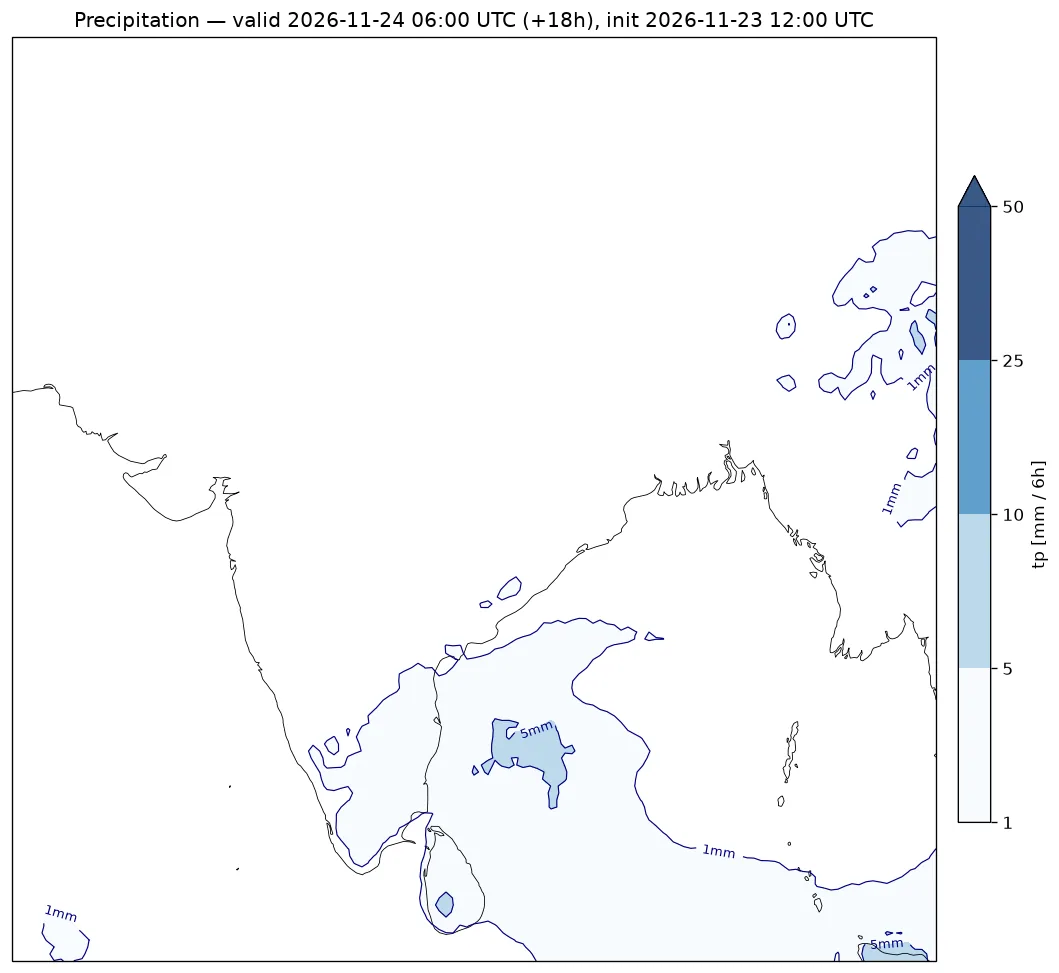 Precipitation — valid 2026-11-24 06:00 UTC (+18h), init 2026-11-23 12:00 UTC
50
25
10
5
1
tp [mm / 6h]
1mm
1mm
5mm
1mm
1mm
5mm